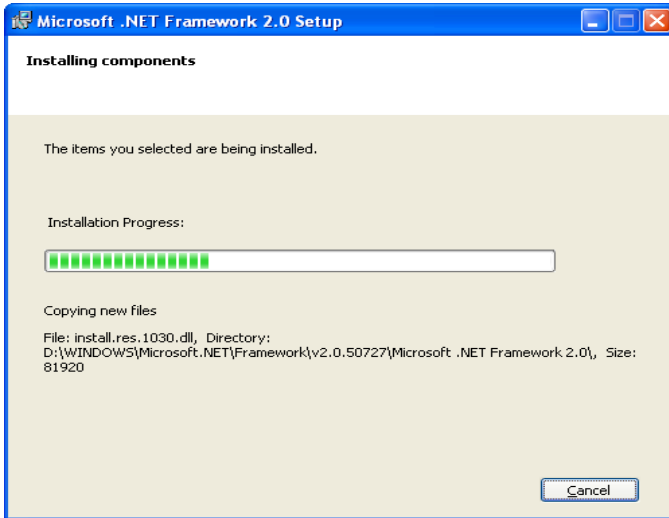 Microsoft .NET Framework 2.0 Setup
Installing components
The items you selected are being installed.
Installation Progress:
Copying new files
File: install.res.1030.dll, Directory:
D:\WINDOWS\Microsoft.NET\Framework\v2.0.50727\Microsoft .NET Framework 2.0\, Size:
81920
Cancel